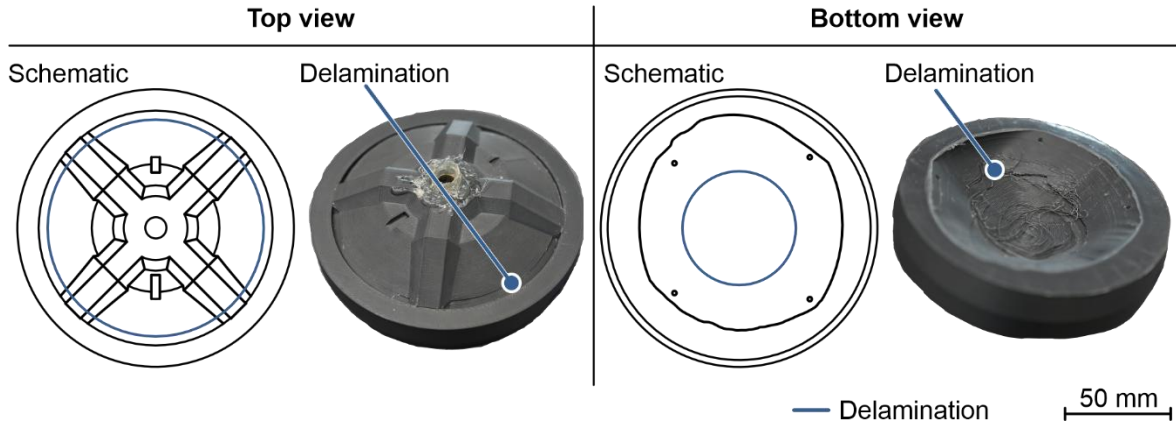 Top view
Bottom view
Schematic
Delamination
Schematic
Delamination
Delamination
50 mm